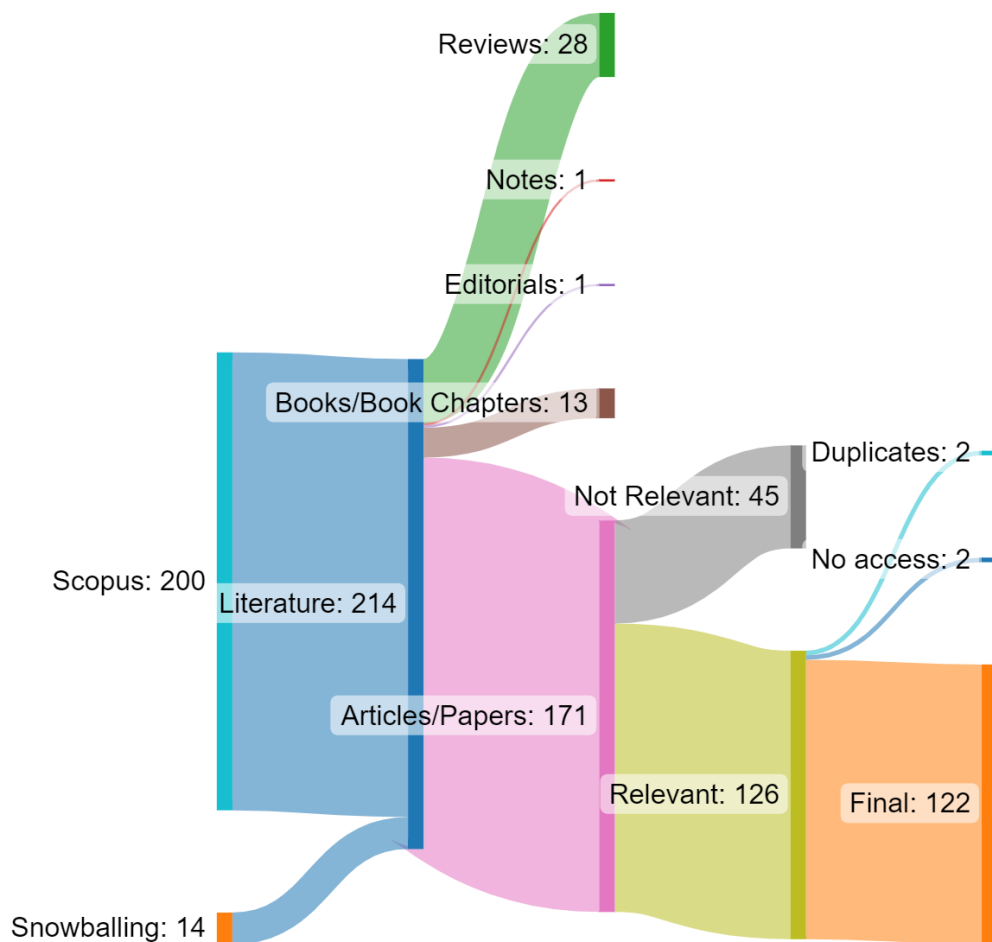 Reviews: 28
Notes: 1
Editorials: 1
Books/Book Chapters: 13
Duplicates: 2
Not Relevant: 45
No access: 2
Scopus: 200
Literature: 214
Articles/Papers: 171
Relevant: 126
Final: 122
Snowballing: 14